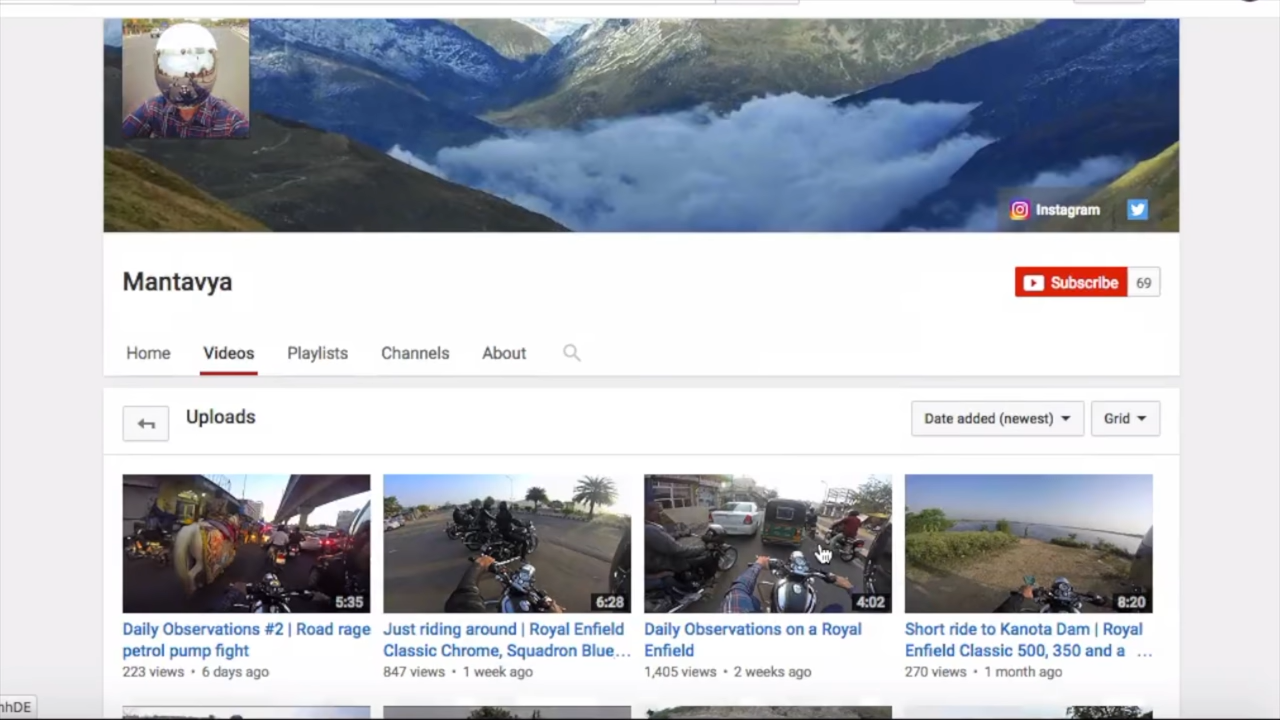 Instagram
Mantavya
Subscribe 69
Home Videos Playlists Channels About
Uploads
Date added (newest) Grid
5:35 6:28 4:02 8:20
Daily Observations #2 | Road rage
petrol pump fight
223 views • 6 days ago
Just riding around | Royal Enfield
Classic Chrome, Squadron Blue...
847 views • 1 week ago
Daily Observations on a Royal
Enfield
1,405 views • 2 weeks ago
Short ride to Kanota Dam | Royal
Enfield Classic 500, 350 and a ...
270 views • 1 month ago
nhDE